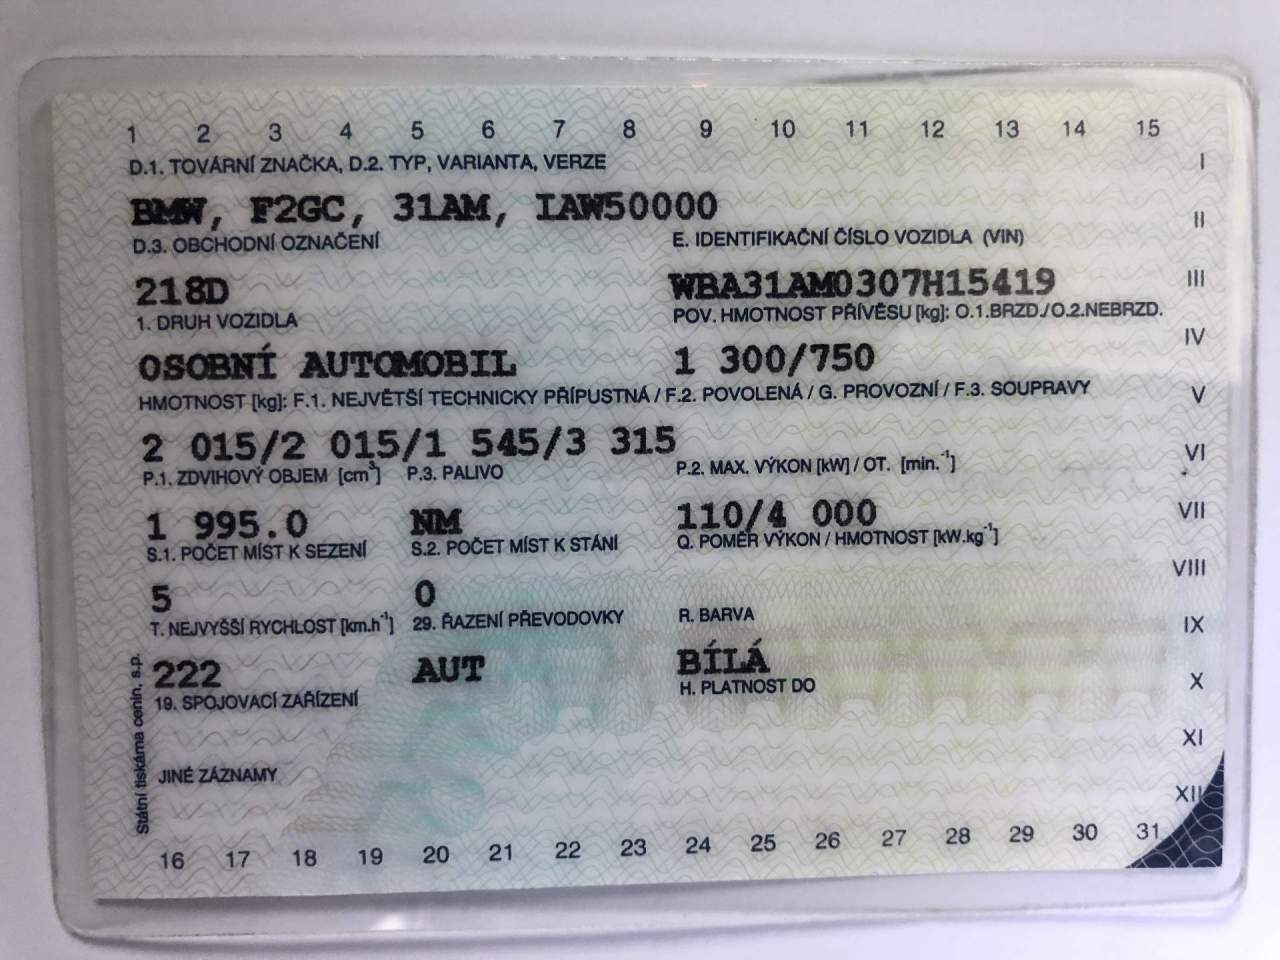 1 2 3 4 5 6 7 8 9 10 11 12 13 14 15
D.1. TOVÁRNÍ ZNAČKA, D.2. TYP, VARIANTA, VERZE I
BMW, F2GC, 31AM, IAW50000 II
D.3. OBCHODNÍ OZNAČENÍ E. IDENTIFIKAČNÍ ČÍSLO VOZIDLA (VIN)
218D WBA31AM0307H15419 III
1. DRUH VOZIDLA POV. HMOTNOST PŘÍVĚSU [kg]: O.1.BRZD./O.2.NEBRZD.
OSOBNÍ AUTOMOBIL 1 300/750 IV
HMOTNOST [kg]: F.1. NEJVĚTŠÍ TECHNICKY PŘÍPUSTNÁ / F.2. POVOLENÁ / G. PROVOZNÍ / F.3. SOUPRAVY V
2 015/2 015/1 545/3 315 VI
P.1. ZDVIHOVÝ OBJEM [cm³] P.3. PALIVO P.2. MAX. VÝKON [kW] / OT. [min.⁻¹]
1 995.0 NM 110/4 000 VII
S.1. POČET MÍST K SEZENÍ S.2. POČET MÍST K STÁNÍ Q. POMĚR VÝKON / HMOTNOST [kW.kg⁻¹]
5 0 VIII
T. NEJVYŠŠÍ RYCHLOST [km.h⁻¹] 29. ŘAZENÍ PŘEVODOVKY R. BARVA IX
222 AUT BÍLÁ
19. SPOJOVACÍ ZAŘÍZENÍ H. PLATNOST DO X
XI
JINÉ ZÁZNAMY XII
Státní tiskárna cenin, s.p.
16 17 18 19 20 21 22 23 24 25 26 27 28 29 30 31